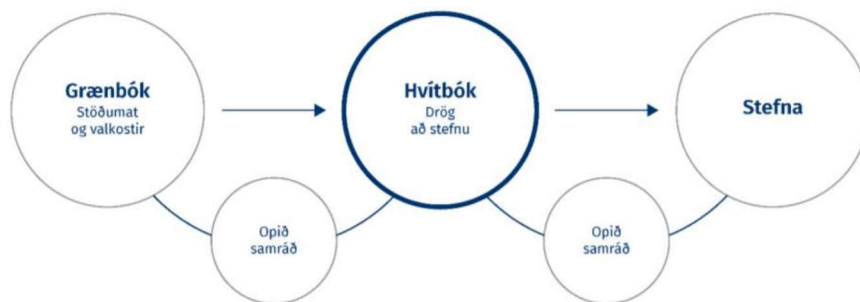 Grænbók
Stöðumat
og valkostir
Hvítbók
Drög
að stefnu
Stefna
Opið
samráð
Opið
samráð